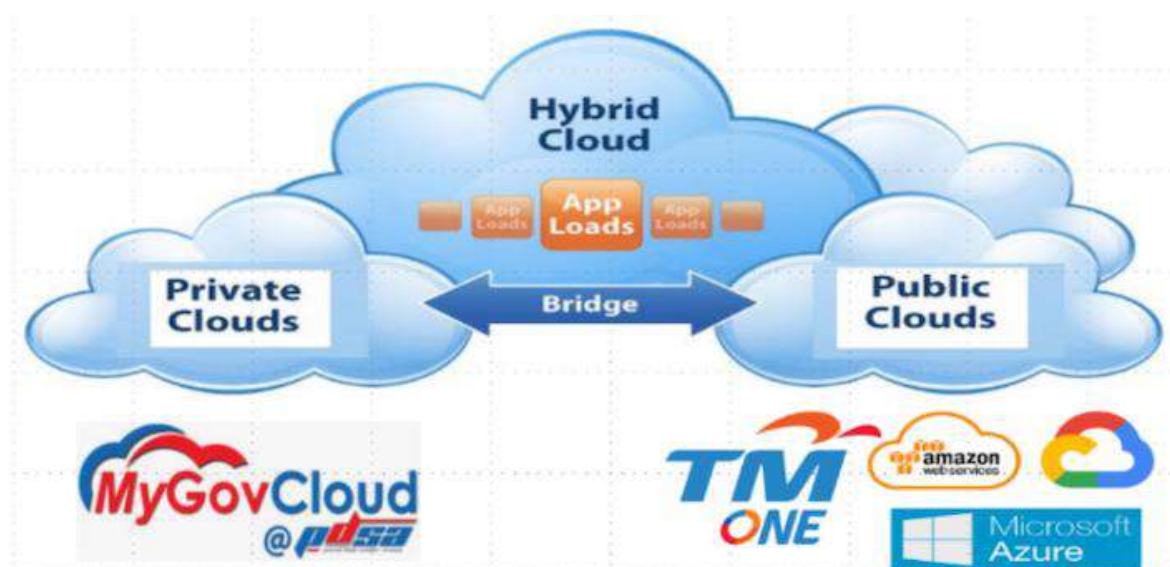 Hybrid
Cloud
App
Loads
App
Loads
App
Loads
Private
Clouds
Bridge
Public
Clouds
MyGovCloud
@pdsa
TM
ONE
amazon
web services
Microsoft
Azure